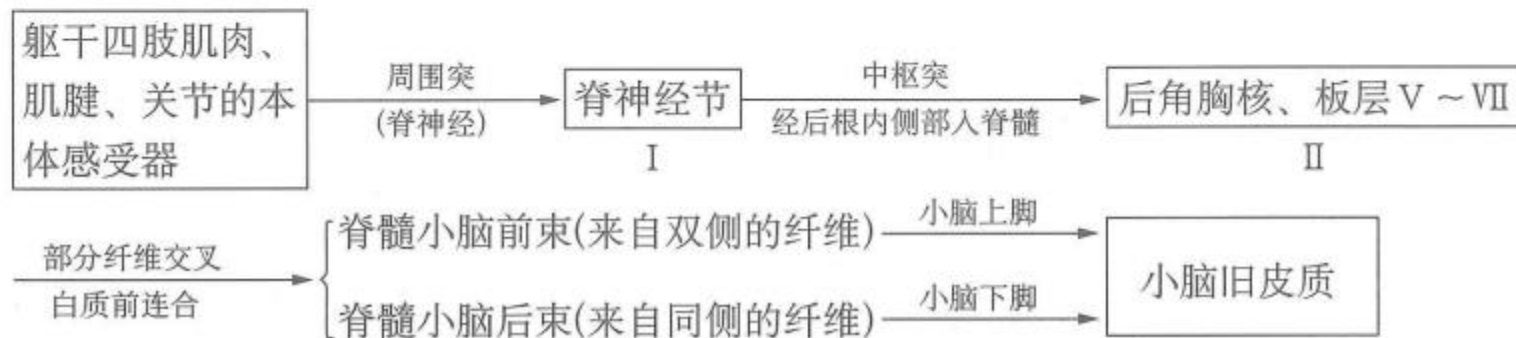 躯干四肢肌肉、
肌腱、关节的本
体感受器
周围突
(脊神经)
脊神经节
Ⅰ
中枢突
经后根内侧部入脊髓
后角胸核、板层Ⅴ~Ⅶ
Ⅱ
部分纤维交叉
白质前连合
脊髓小脑前束(来自双侧的纤维)
小脑上脚
脊髓小脑后束(来自同侧的纤维)
小脑下脚
小脑旧皮质